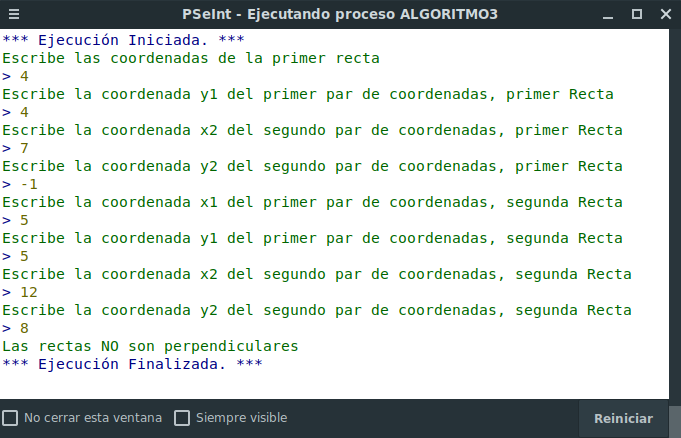 PSeInt - Ejecutando proceso ALGORITMO3
*** Ejecución Iniciada. ***
Escribe las coordenadas de la primer recta
> 4
Escribe la coordenada y1 del primer par de coordenadas, primer Recta
> 4
Escribe la coordenada x2 del segundo par de coordenadas, primer Recta
> 7
Escribe la coordenada y2 del segundo par de coordenadas, primer Recta
> -1
Escribe la coordenada x1 del primer par de coordenadas, segunda Recta
> 5
Escribe la coordenada y1 del primer par de coordenadas, segunda Recta
> 5
Escribe la coordenada x2 del segundo par de coordenadas, segunda Recta
> 12
Escribe la coordenada y2 del segundo par de coordenadas, segunda Recta
> 8
Las rectas NO son perpendiculares
*** Ejecución Finalizada. ***
No cerrar esta ventana Siempre visible Reiniciar